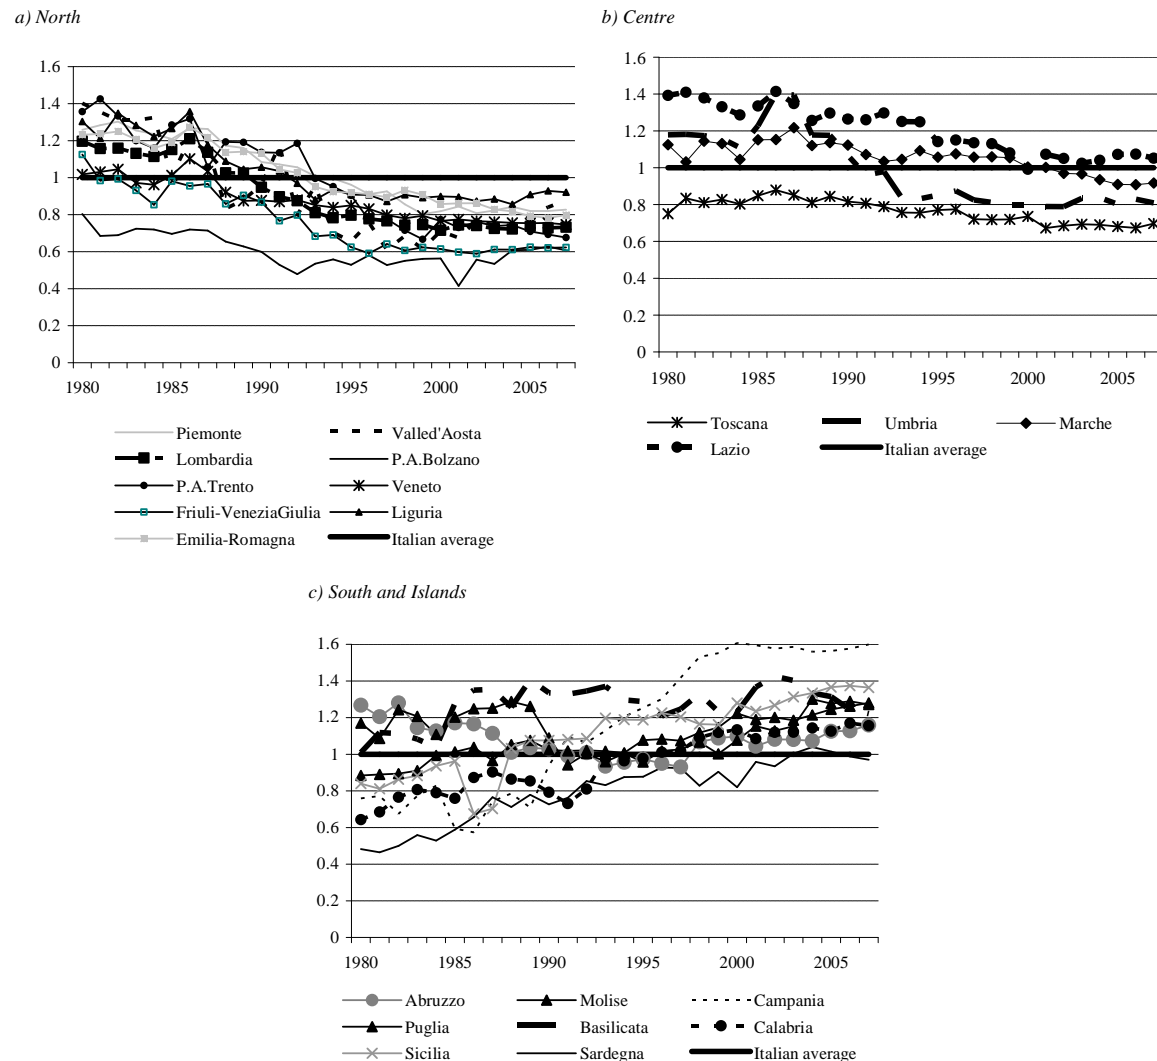 a) North
b) Centre
1.6
1.4
1.2
1
0.8
0.6
0.4
0.2
0
1980 1985 1990 1995 2000 2005
Piemonte Valled'Aosta
Lombardia P.A.Bolzano
P.A.Trento Veneto
Friuli-VeneziaGiulia Liguria
Emilia-Romagna Italian average
1.6
1.4
1.2
1
0.8
0.6
0.4
0.2
0
1980 1985 1990 1995 2000 2005
Toscana Umbria Marche
Lazio Italian average
c) South and Islands
1.6
1.4
1.2
1
0.8
0.6
0.4
0.2
0
1980 1985 1990 1995 2000 2005
Abruzzo Molise Campania
Puglia Basilicata Calabria
Sicilia Sardegna Italian average